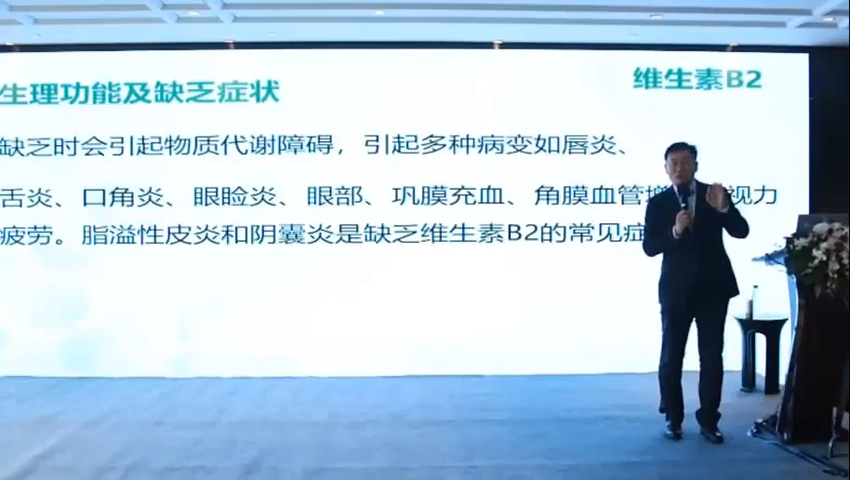 生理功能及缺乏症状
维生素B2
缺乏时会引起物质代谢障碍，引起多种病变如唇炎、
舌炎、口角炎、眼睑炎、眼部、巩膜充血、角膜血管增 视力
疲劳。脂溢性皮炎和阴囊炎是缺乏维生素B2的常见症